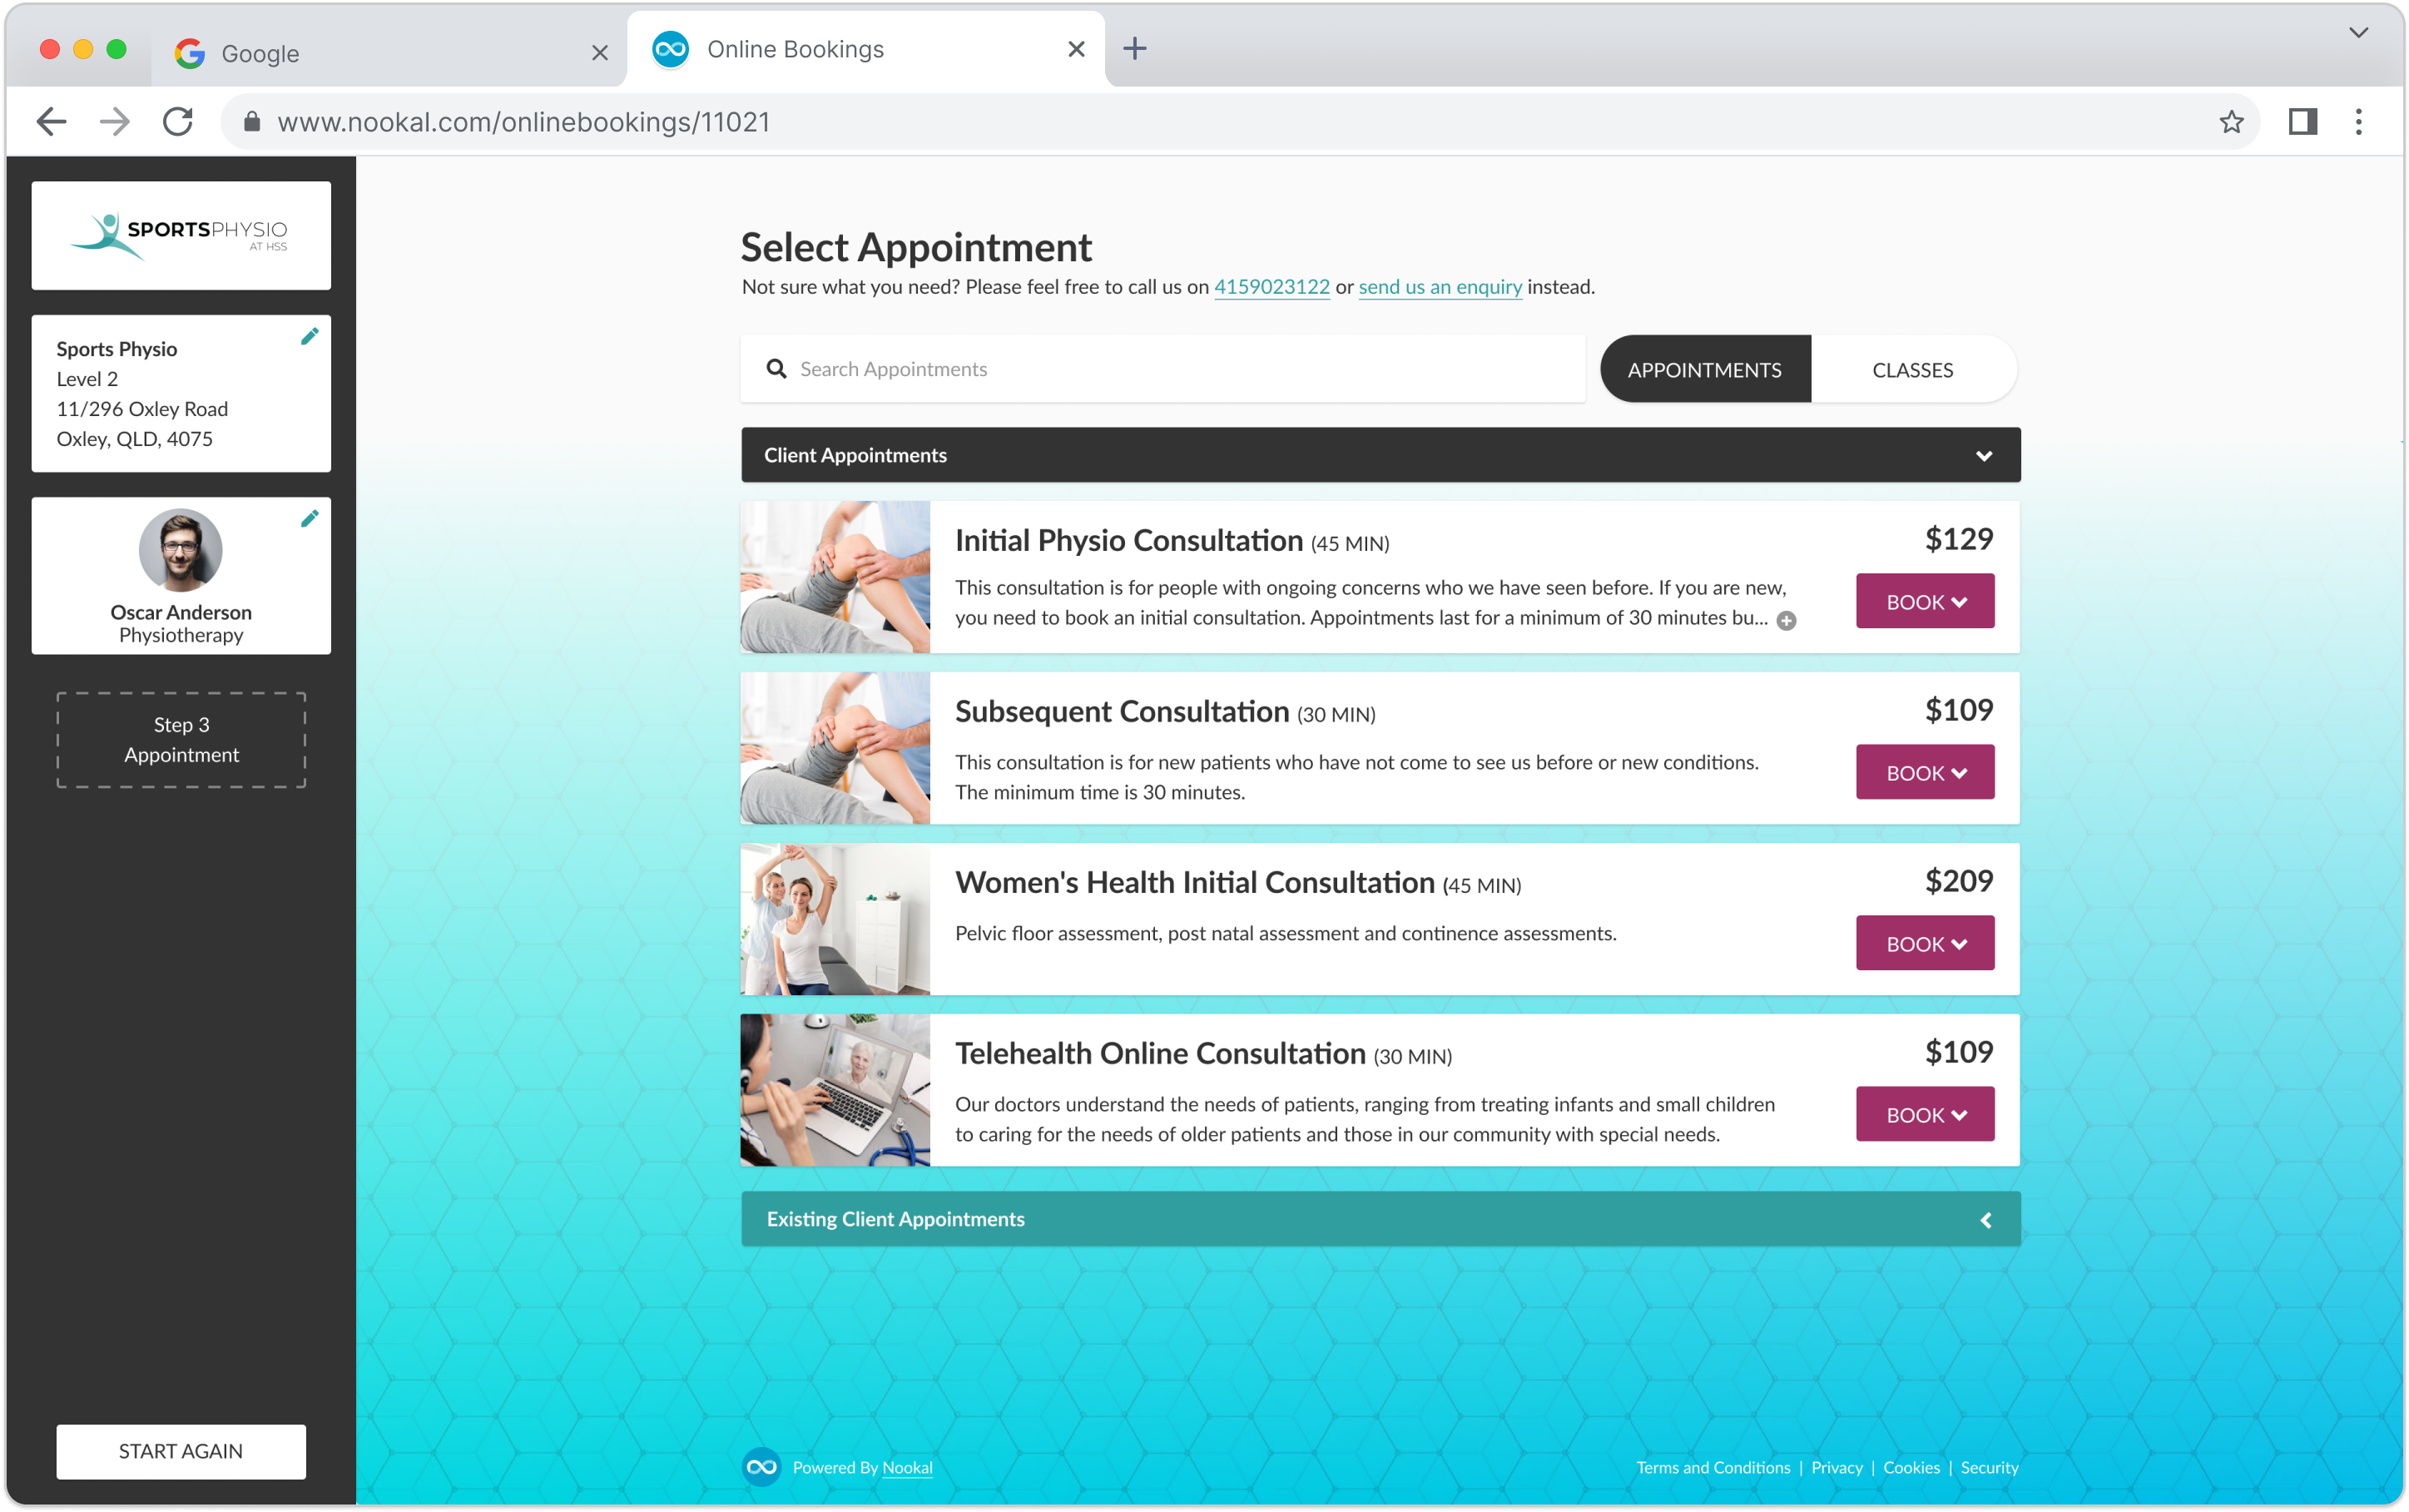 Google
Online Bookings
www.nookal.com/onlinebookings/11021
SPORTSPHYSIO
AT HSS
Sports Physio
Level 2
11/296 Oxley Road
Oxley, QLD, 4075
Oscar Anderson
Physiotherapy
Step 3
Appointment
START AGAIN
Select Appointment
Not sure what you need? Please feel free to call us on 4159023122 or send us an enquiry instead.
Search Appointments
APPOINTMENTS
CLASSES
Client Appointments
Initial Physio Consultation (45 MIN)
$129
This consultation is for people with ongoing concerns who we have seen before. If you are new,
you need to book an initial consultation. Appointments last for a minimum of 30 minutes bu...
BOOK
Subsequent Consultation (30 MIN)
$109
This consultation is for new patients who have not come to see us before or new conditions.
The minimum time is 30 minutes.
BOOK
Women's Health Initial Consultation (45 MIN)
$209
Pelvic floor assessment, post natal assessment and continence assessments.
BOOK
Telehealth Online Consultation (30 MIN)
$109
Our doctors understand the needs of patients, ranging from treating infants and small children
to caring for the needs of older patients and those in our community with special needs.
BOOK
Existing Client Appointments
Powered By Nookal
Terms and Conditions | Privacy | Cookies | Security